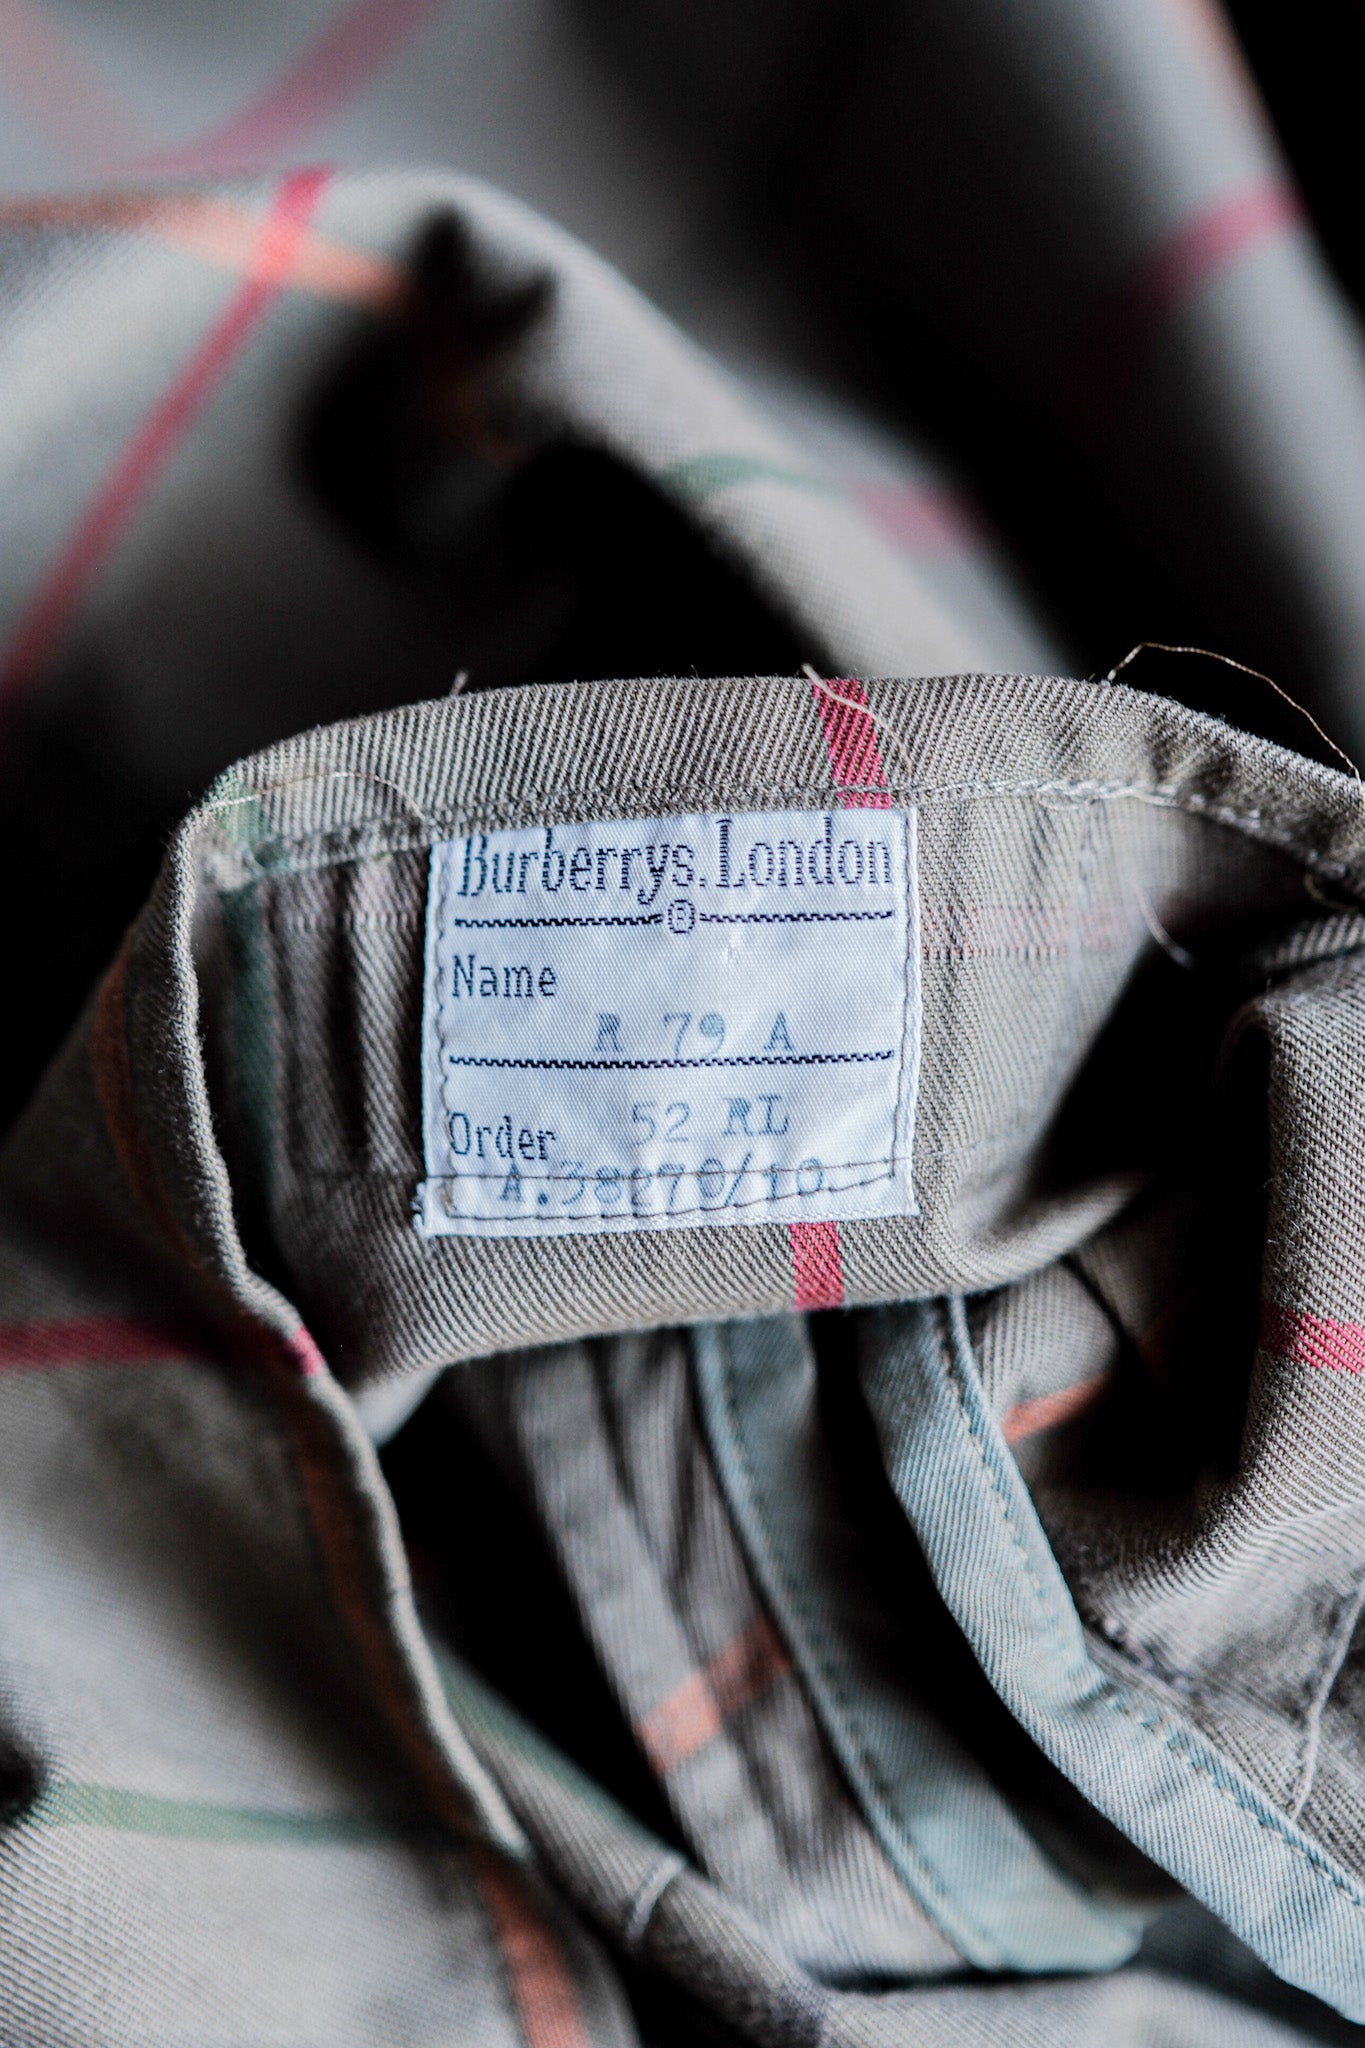 Burberrys. London
®
Name
R 79 A
52 RL
Order